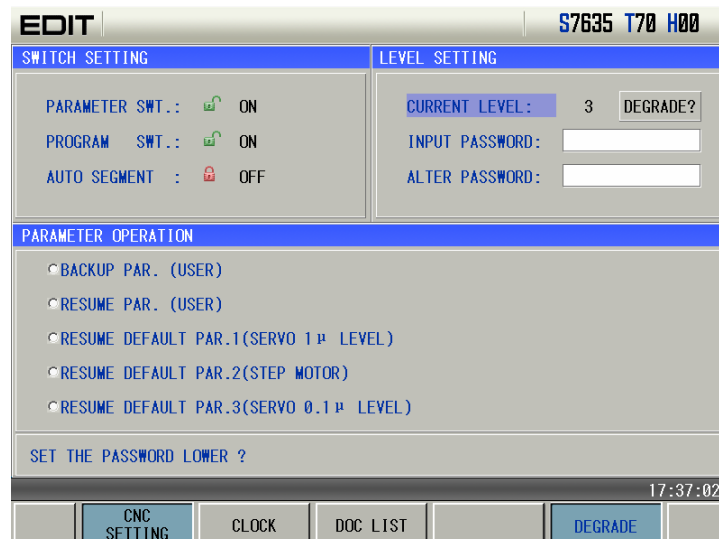 EDIT S7635 T70 H00
SWITCH SETTING
PARAMETER SWT.: ON
PROGRAM SWT.: ON
AUTO SEGMENT : OFF
LEVEL SETTING
CURRENT LEVEL: 3 DEGRADE?
INPUT PASSWORD:
ALTER PASSWORD:
PARAMETER OPERATION
BACKUP PAR. (USER)
RESUME PAR. (USER)
RESUME DEFAULT PAR.1(SERVO 1μ LEVEL)
RESUME DEFAULT PAR.2(STEP MOTOR)
RESUME DEFAULT PAR.3(SERVO 0.1μ LEVEL)
SET THE PASSWORD LOWER ?
17:37:02
CNC SETTING CLOCK DOC LIST DEGRADE